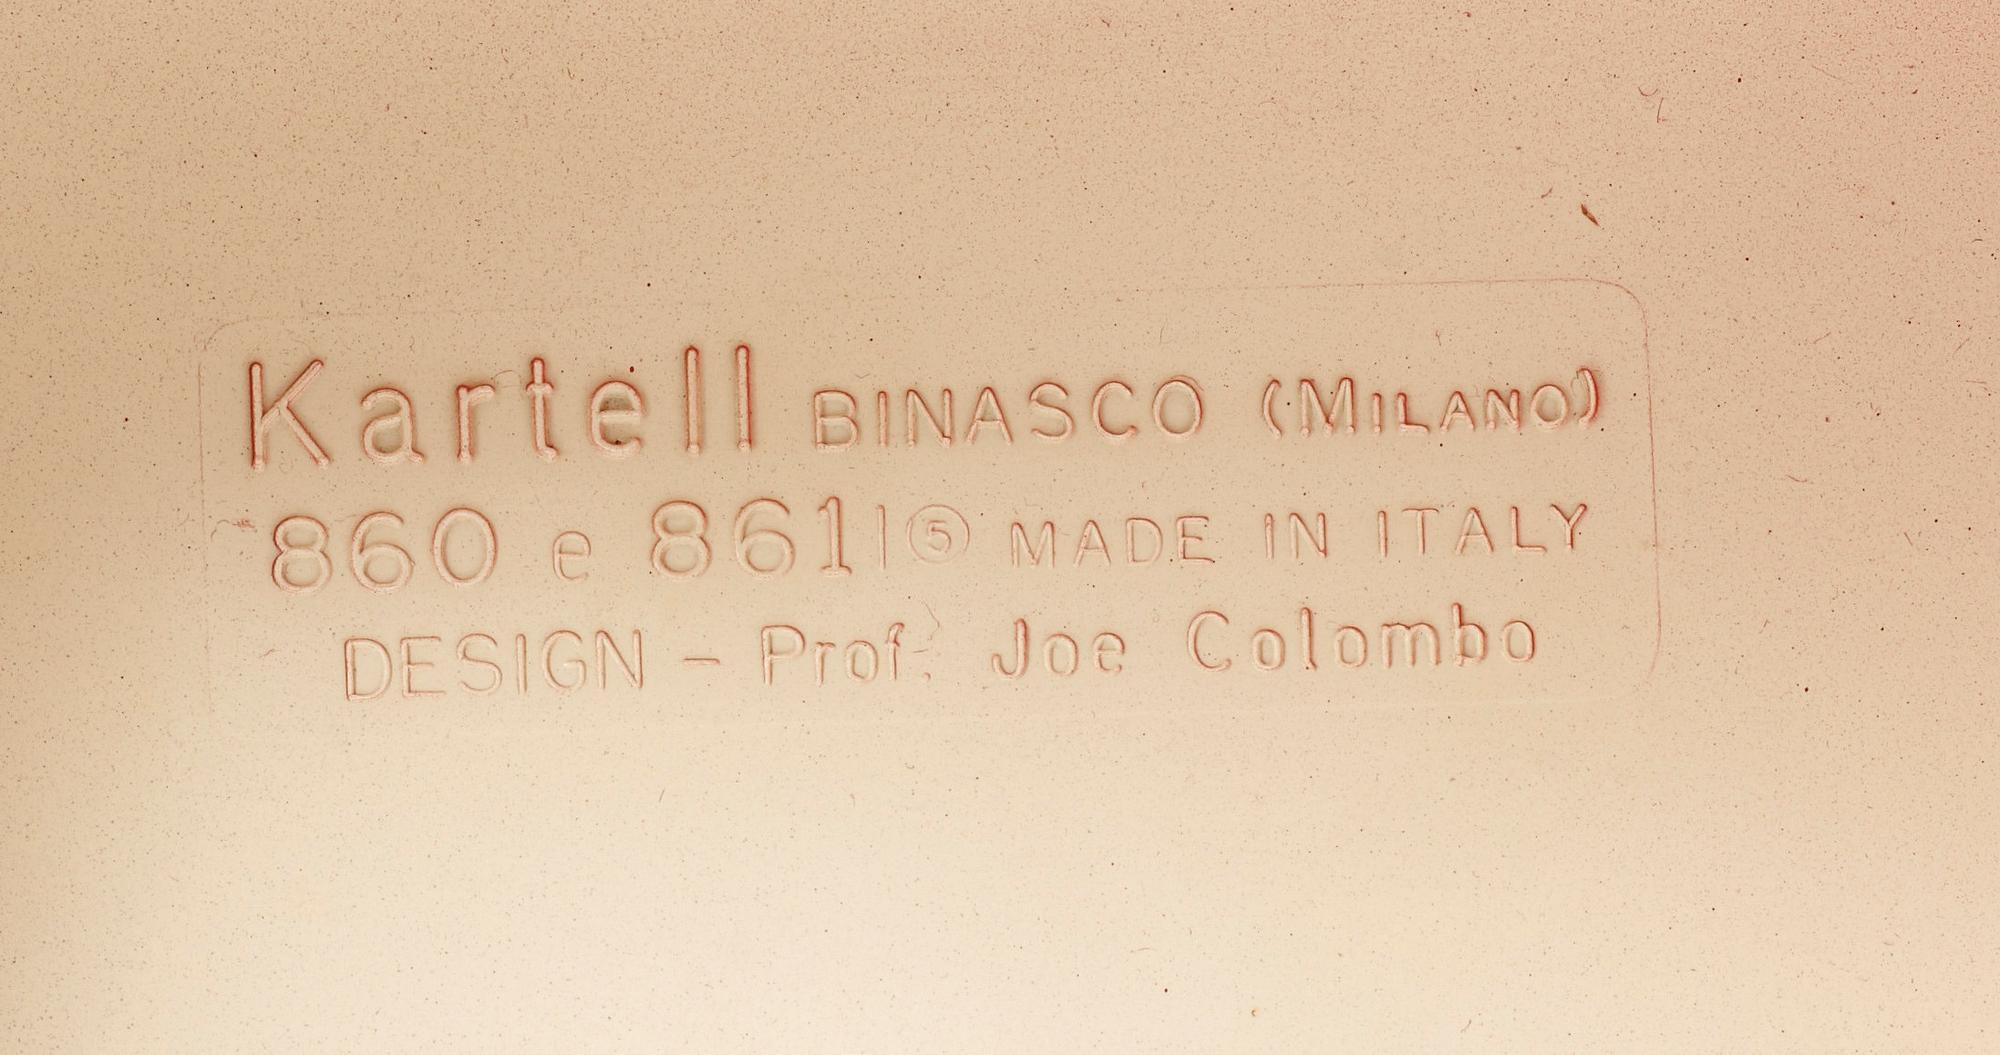 Kartell BINASCO (MILANO)
860 e 861 | ⑤ MADE IN ITALY
DESIGN - Prof. Joe Colombo